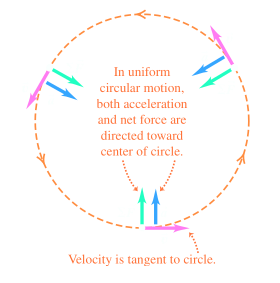 In uniform
circular motion,
both acceleration
and net force are
directed toward
center of circle.
Velocity is tangent to circle.